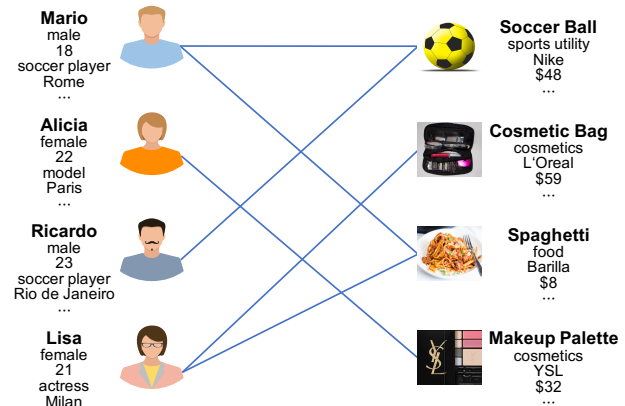 Mario
male
18
soccer player
Rome
...
Alicia
female
22
model
Paris
...
Ricardo
male
23
soccer player
Rio de Janeiro
...
Lisa
female
21
actress
Milan
Soccer Ball
sports utility
Nike
$48
...
Cosmetic Bag
cosmetics
L'Oreal
$59
...
Spaghetti
food
Barilla
$8
...
Makeup Palette
cosmetics
YSL
$32
...
YSL